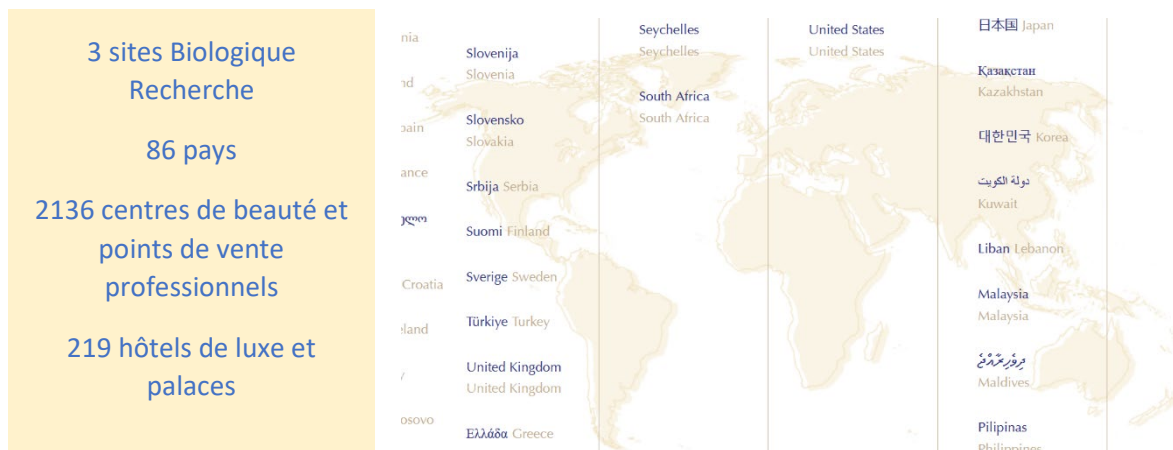 3 sites Biologique
Recherche
86 pays
2136 centres de beauté et
points de vente
professionnels
219 hôtels de luxe et
palaces
Croatia
Slovenija
Slovenia
Slovensko
Slovakia
Srbija Serbia
Suomi Finland
Sverige Sweden
Türkiye Turkey
United Kingdom
United Kingdom
Ελλάδα Greece
Seychelles
Seychelles
South Africa
South Africa
United States
United States
日本国 Japan
Қазақстан
Kazakhstan
대한민국 Korea
دولة الكويت
Kuwait
Liban Lebanon
Malaysia
Malaysia
ދިވެހިރާއްޖެ
Maldives
Pilipinas
Philippines